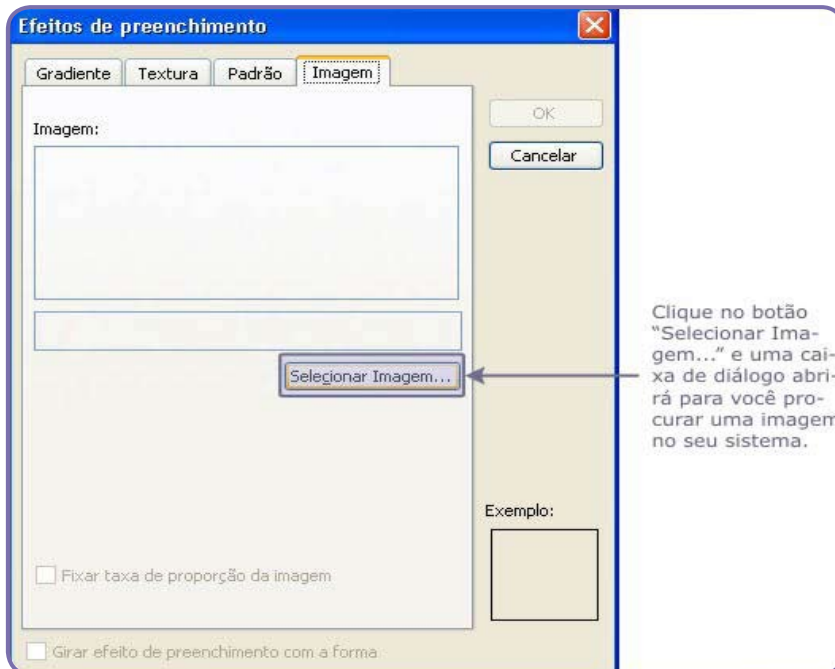 Efeitos de preenchimento
Gradiente Textura Padrão Imagem
OK
Imagem:
Cancelar
Clique no botão
“Selecionar Ima-
gem...” e uma cai-
xa de diálogo abri-
rá para você pro-
curar uma imagem
no seu sistema.
Selecionar Imagem...
Exemplo:
Fixar taxa de proporção da imagem
Girar efeito de preenchimento com a forma